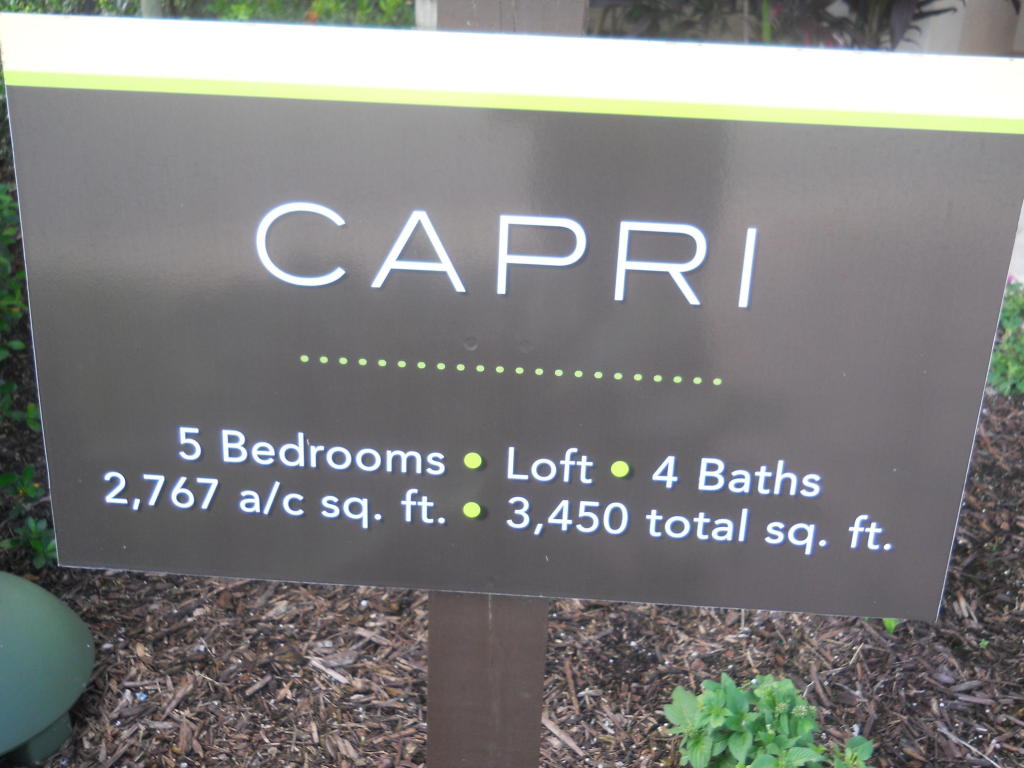 CAPRI
5 Bedrooms • Loft • 4 Baths
2,767 a/c sq. ft. • 3,450 total sq. ft.